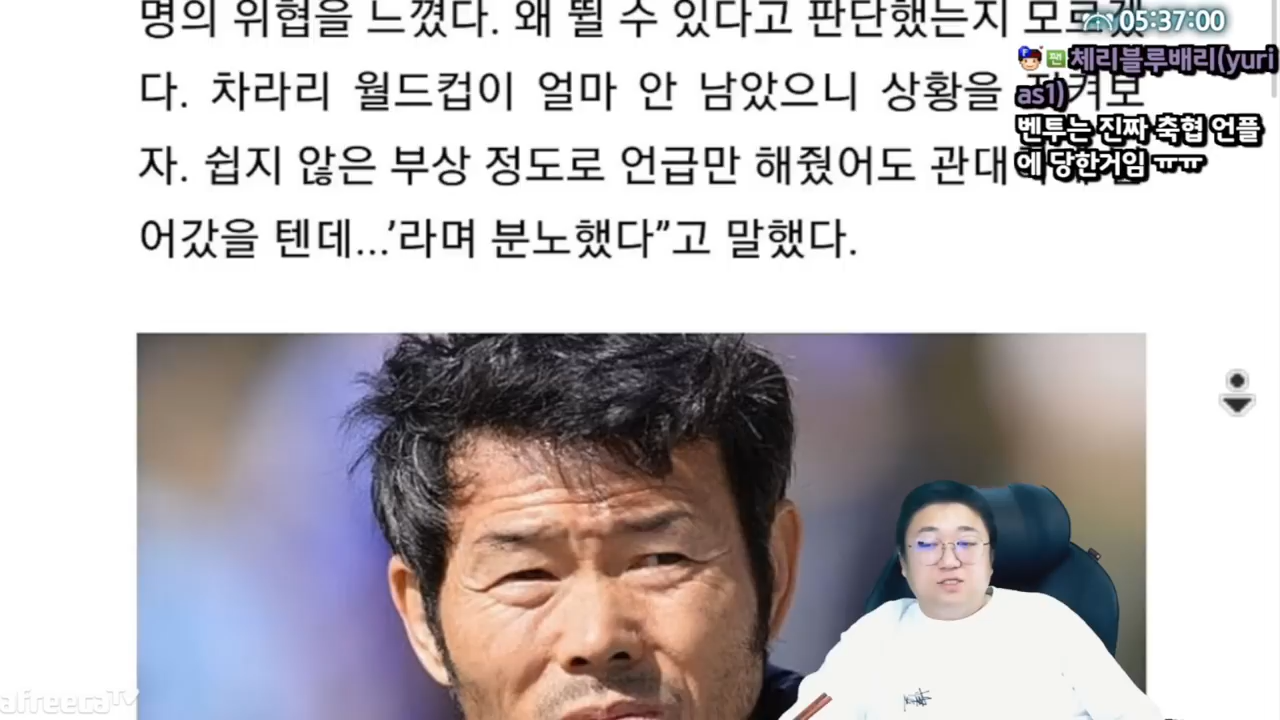 명의 위협을 느꼈다. 왜 뛸 수 있다고 판단했는지 모르겠
다. 차라리 월드컵이 얼마 안 남았으니 상황을 지켜보
자. 쉽지 않은 부상 정도로 언급만 해줬어도 관대
어갔을 텐데...’라며 분노했다”고 말했다.
05:37:00
팬 체리블루배리(yuri
as1)
벤투는 진짜 축협 언플
에 당한거임 ㅠㅠ
afreecaTV